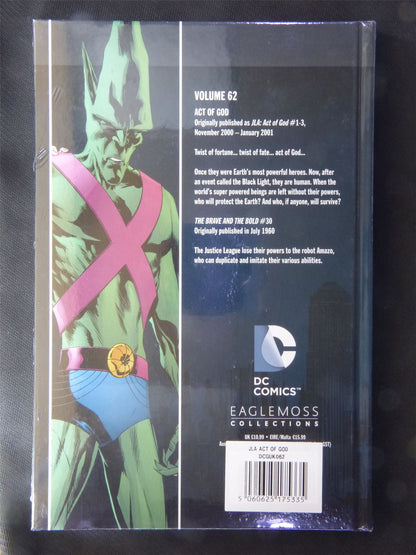 VOLUME 62
ACT OF GOD
Originally published as JLA: Act of God #1-3,
November 2000 – January 2001
Twist of fortune... twist of fate... act of God...
Once they were Earth's most powerful heroes. Now, after
an event called the Black Light, they are human. When the
world's super powered beings are left without their powers,
who will protect the Earth? And who, if anyone, will survive?
THE BRAVE AND THE BOLD #30
Originally published in July 1960
The Justice League lose their powers to the robot Amazo,
who can duplicate and imitate their various abilities.
DC COMICS™
EAGLEMOSS
COLLECTIONS
UK £10.99 • EIRE/Malta €15.99
JLA ACT OF GOD
DCGUK062
5 060625 175335